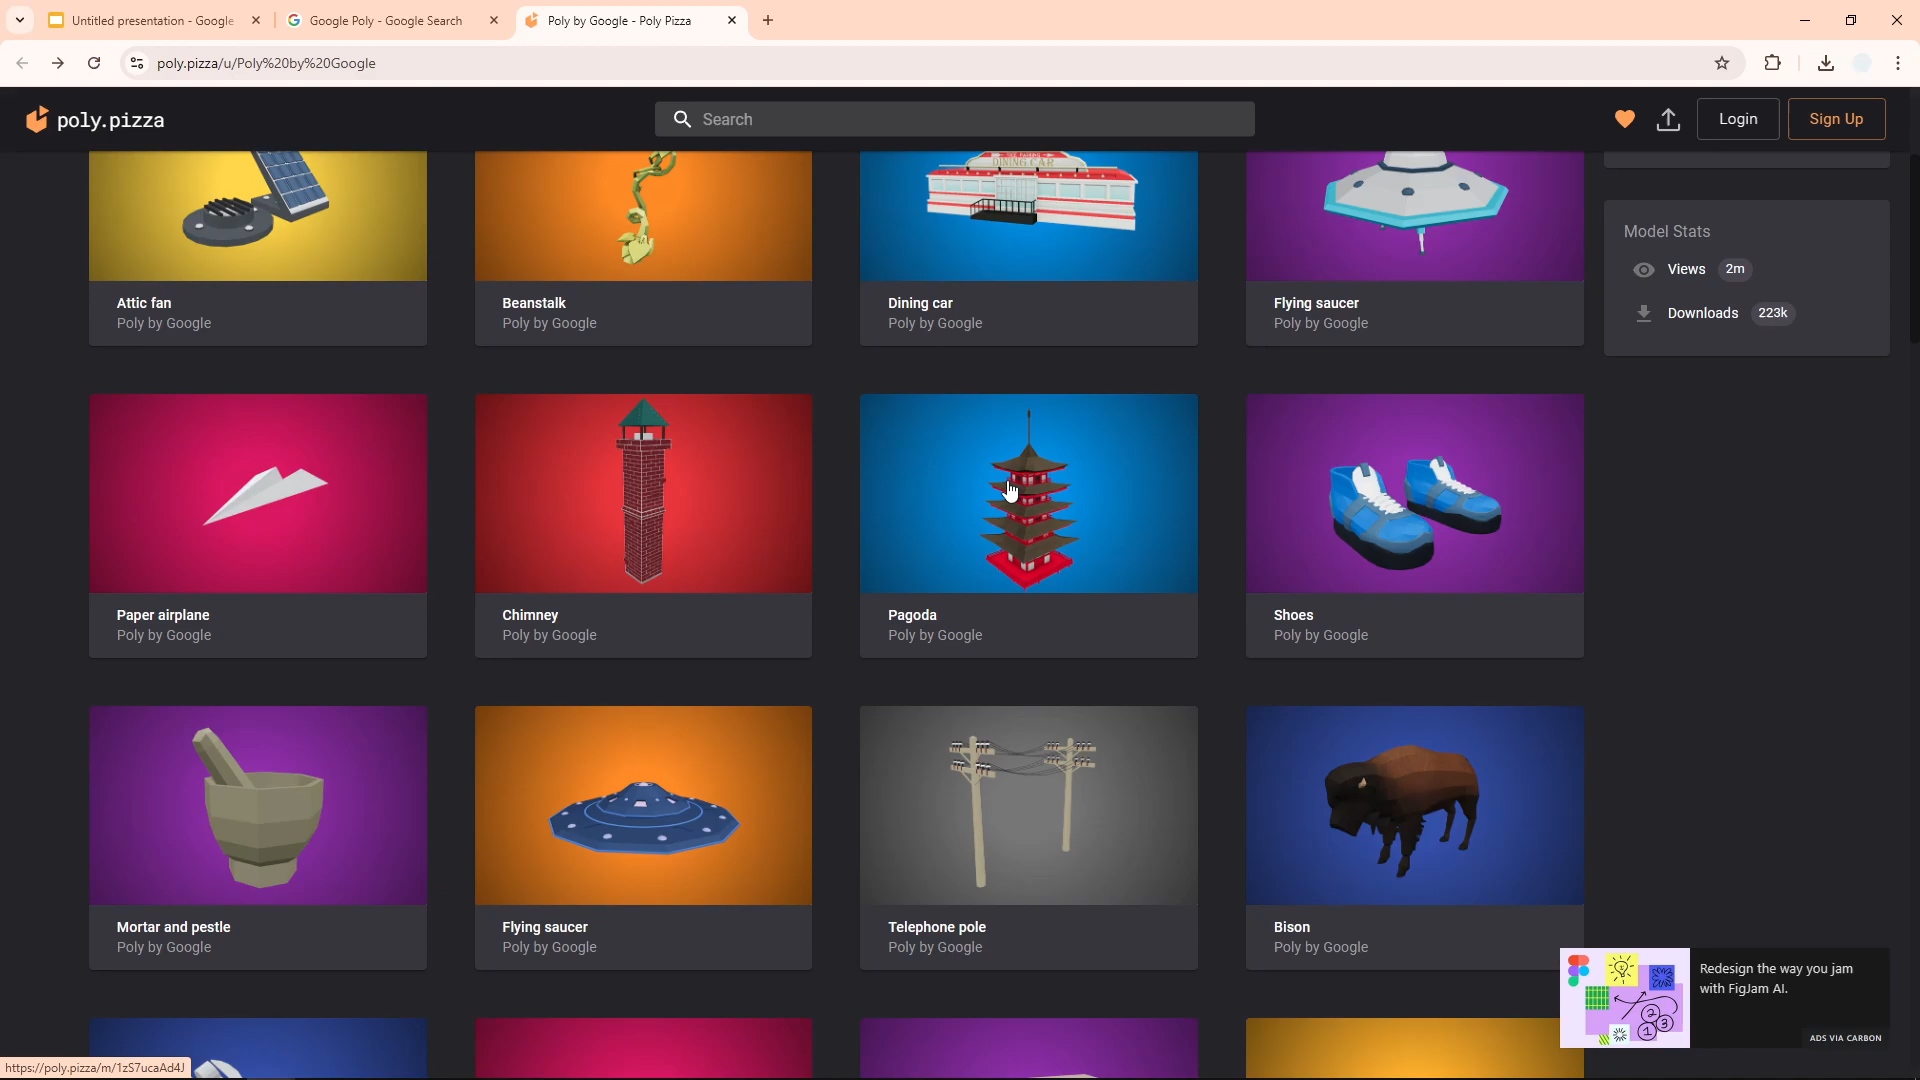 Untitled presentation - Google
Google Poly - Google Search
Poly by Google - Poly Pizza
poly.pizza/u/Poly%20by%20Google
poly.pizza
Search
Login
Sign Up
DINING CAR
Attic fan
Poly by Google
Beanstalk
Poly by Google
Dining car
Poly by Google
Flying saucer
Poly by Google
Model Stats
Views 2m
Downloads 223k
Paper airplane
Poly by Google
Chimney
Poly by Google
Pagoda
Poly by Google
Shoes
Poly by Google
Mortar and pestle
Poly by Google
Flying saucer
Poly by Google
Telephone pole
Poly by Google
Bison
Poly by Google
Redesign the way you jam
with FigJam AI.
2
1
3
ADS VIA CARBON
https://poly.pizza/m/1zS7ucaAd4J